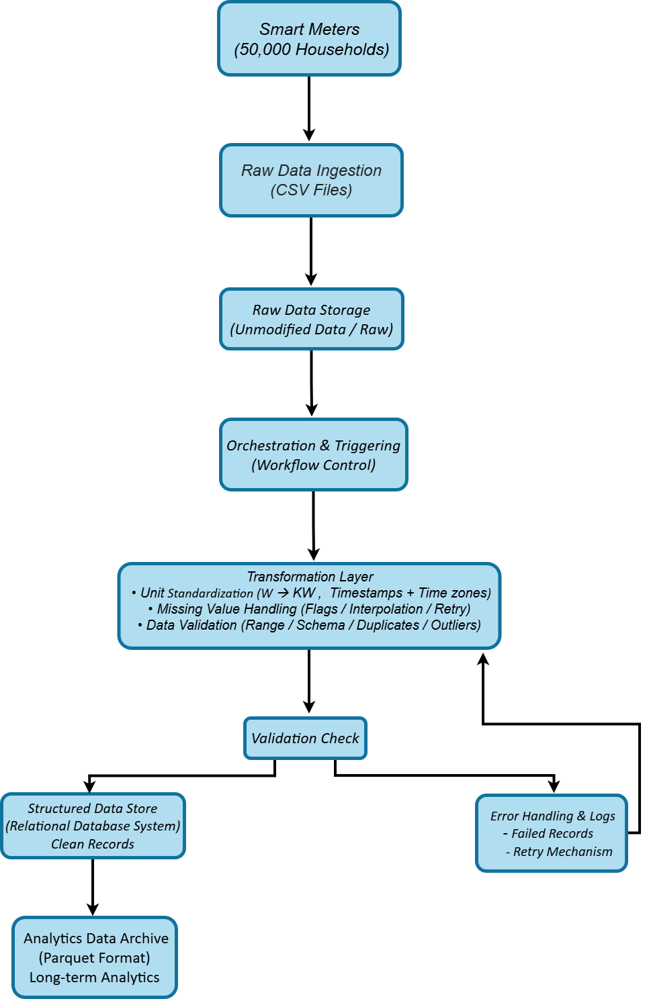 Smart Meters
(50,000 Households)
Raw Data Ingestion
(CSV Files)
Raw Data Storage
(Unmodified Data / Raw)
Orchestration & Triggering
(Workflow Control)
Transformation Layer
• Unit Standardization (W → KW , Timestamps + Time zones)
• Missing Value Handling (Flags / Interpolation / Retry)
• Data Validation (Range / Schema / Duplicates / Outliers)
Validation Check
Structured Data Store
(Relational Database System)
Clean Records
Error Handling & Logs
- Failed Records
- Retry Mechanism
Analytics Data Archive
(Parquet Format)
Long-term Analytics